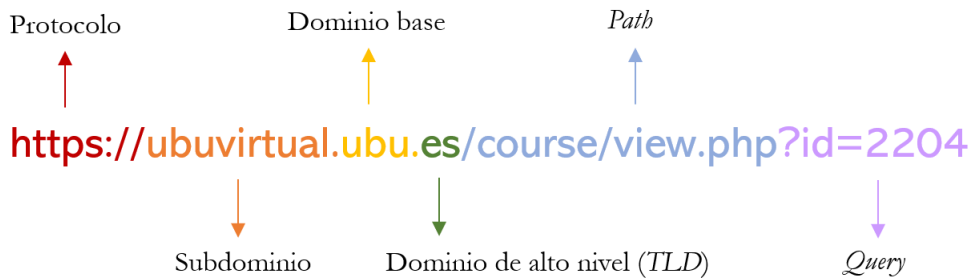 Protocolo Dominio base Path
https://ubuvirtual.ubu.es/course/view.php?id=2204
Subdominio Dominio de alto nivel (TLD) Query